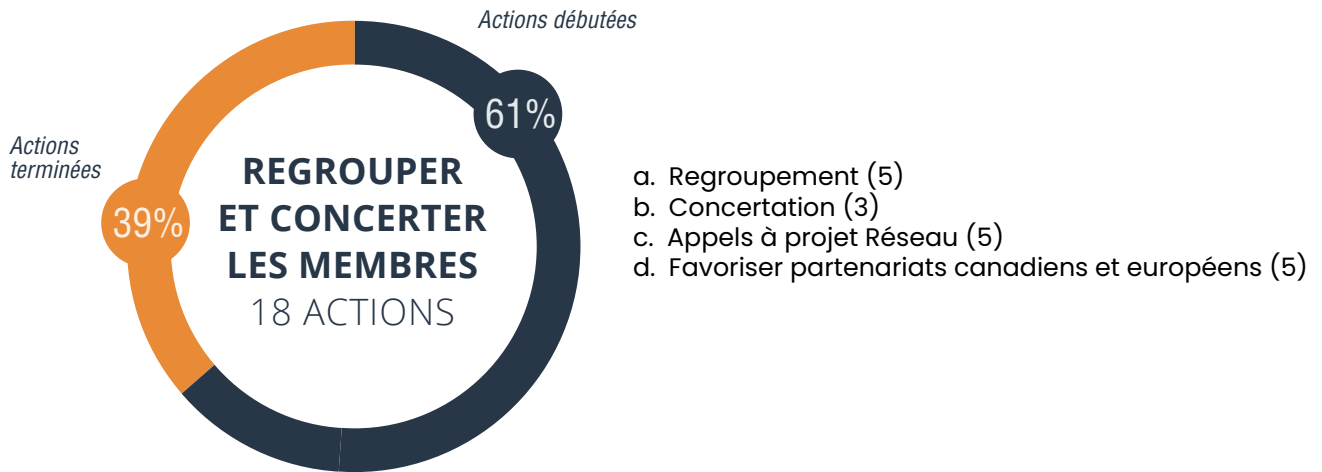 Actions débutées
61%
Actions
terminées
39%
REGROUPER
ET CONCERTER
LES MEMBRES
18 ACTIONS
a. Regroupement (5)
b. Concertation (3)
c. Appels à projet Réseau (5)
d. Favoriser partenariats canadiens et européens (5)